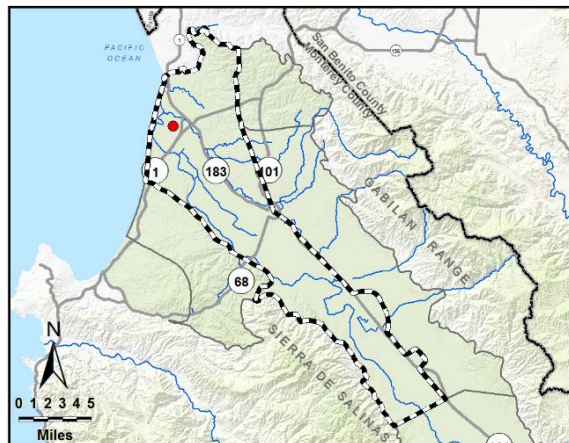 1
156
PACIFIC
OCEAN
San Benito County
Monterey County
1
183
101
GABILAN RANGE
68
SIERRA DE SALINAS
N
0 1 2 3 4 5
Miles